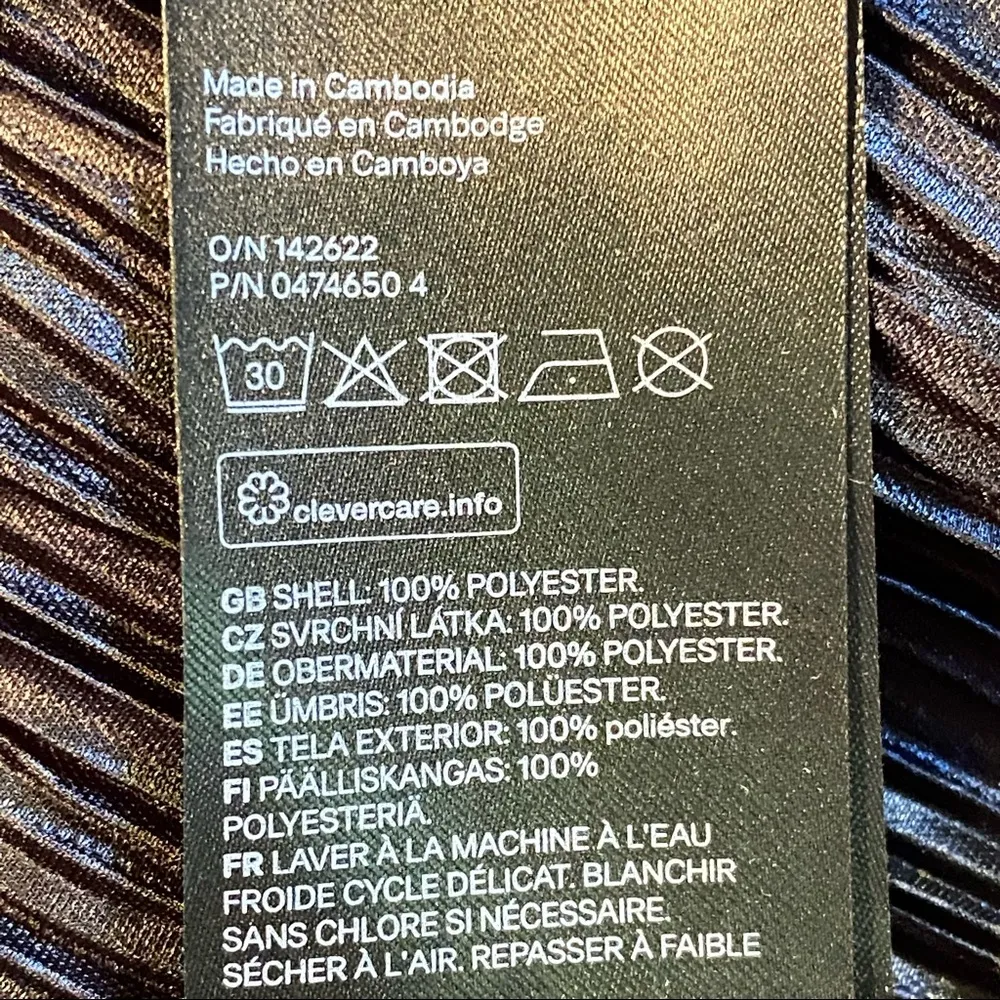 Made in Cambodia
Fabriqué en Cambodge
Hecho en Camboya
O/N 142622
P/N 0474650 4
30
clevercare.info
GB SHELL: 100% POLYESTER.
CZ SVRCHNÍ LÁTKA: 100% POLYESTER.
DE OBERMATERIAL: 100% POLYESTER.
EE ÜMBRIS: 100% POLÜESTER.
ES TELA EXTERIOR: 100% poliéster.
FI PÄÄLLISKANGAS: 100%
POLYESTERIÄ.
FR LAVER À LA MACHINE À L'EAU
FROIDE CYCLE DÉLICAT. BLANCHIR
SANS CHLORE SI NÉCESSAIRE.
SÉCHER À L'AIR. REPASSER À FAIBLE